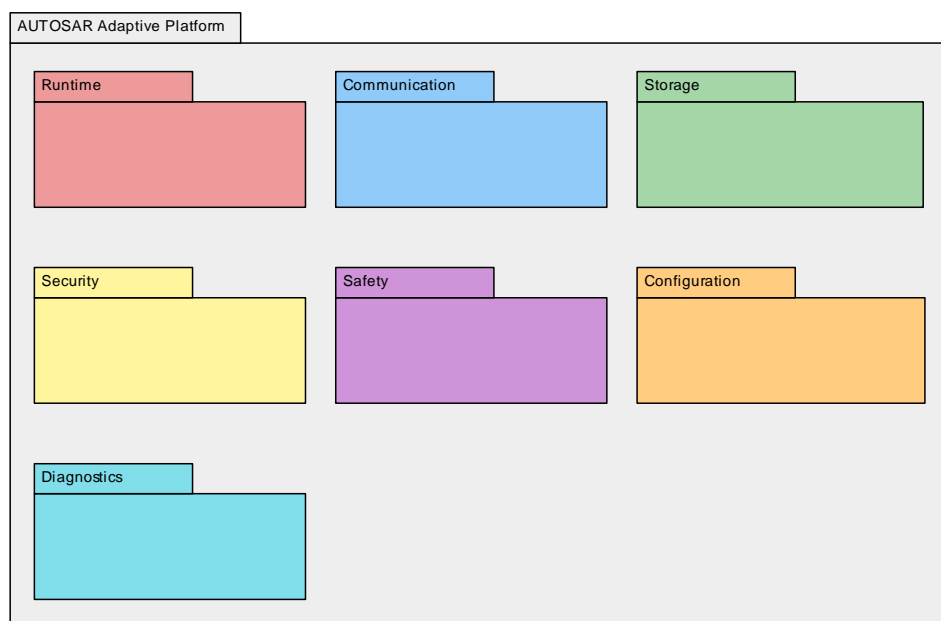 AUTOSAR Adaptive Platform
Runtime
Communication
Storage
Security
Safety
Configuration
Diagnostics